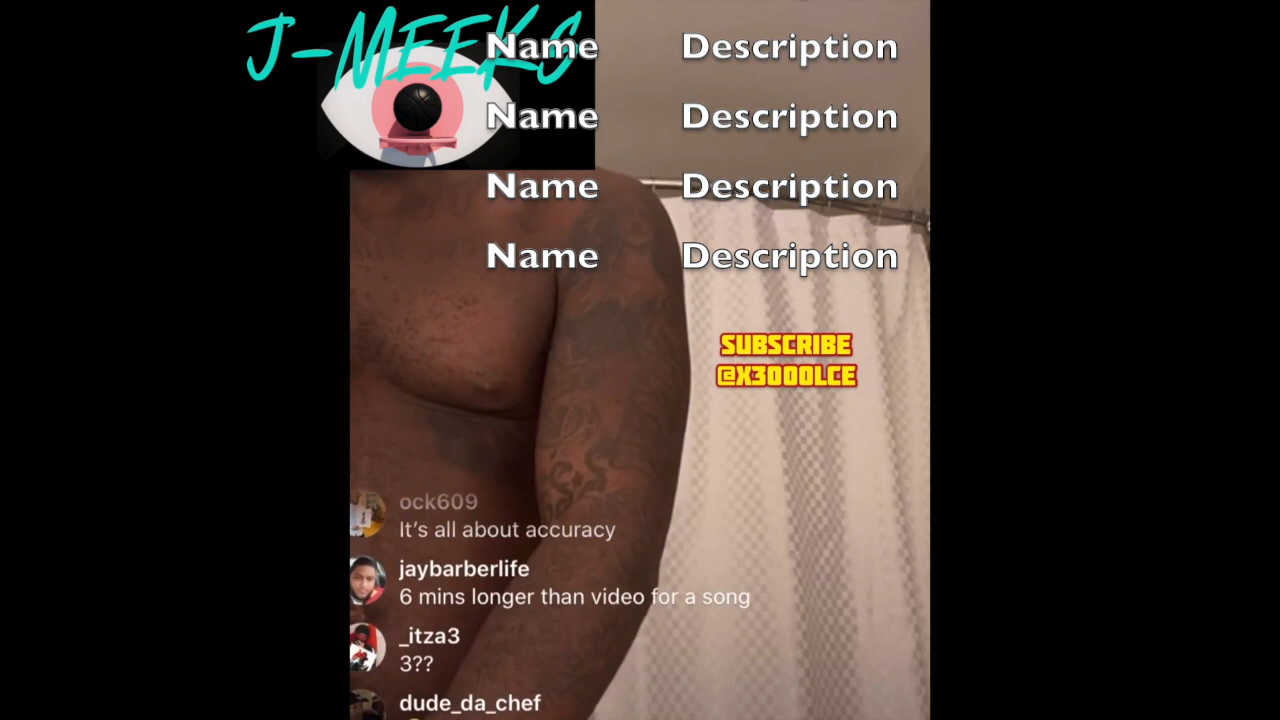 J-MEEKS
Name Description
Name Description
Name Description
Name Description
SUBSCRIBE
@X3000LCE
ock609
It’s all about accuracy
jaybarberlife
6 mins longer than video for a song
_itza3
3??
dude_da_chef